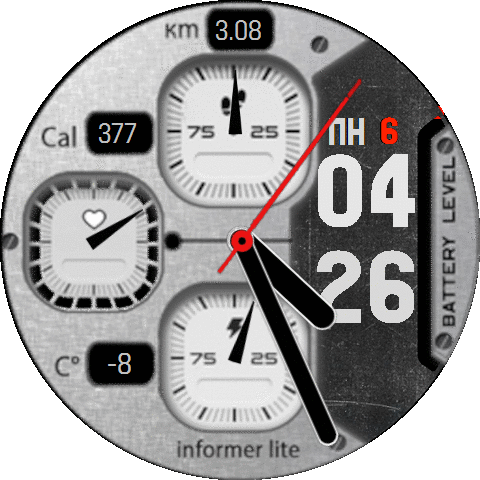 км 3.08
75 25
Cal 377
ПН 6
04
26
75 25
C° -8
BATTERY LEVEL
informer lite